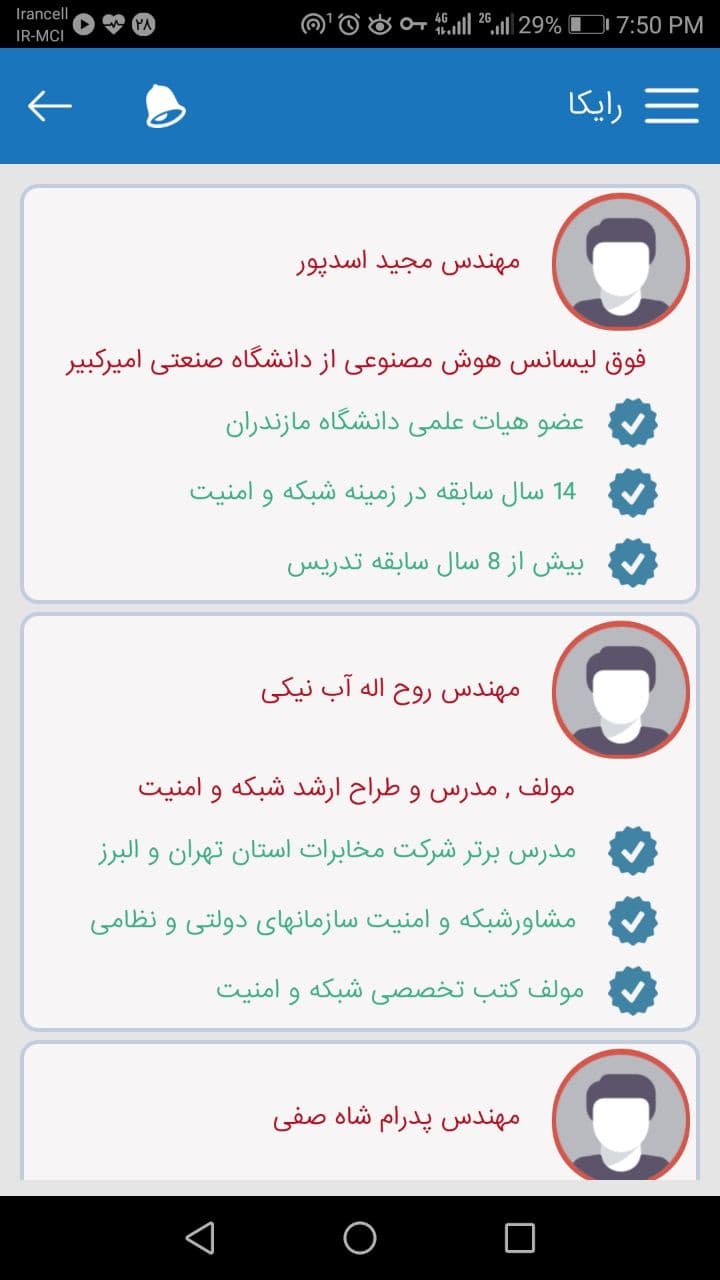 Irancell
IR-MCI
۲۸
1
4G
2G
29%
7:50 PM
رایکا
مهندس مجید اسدپور
فوق لیسانس هوش مصنوعی از دانشگاه صنعتی امیرکبیر
عضو هیات علمی دانشگاه مازندران
14 سال سابقه در زمینه شبکه و امنیت
بیش از 8 سال سابقه تدریس
مهندس روح اله آب نیکی
مولف , مدرس و طراح ارشد شبکه و امنیت
مدرس برتر شرکت مخابرات استان تهران و البرز
مشاورشبکه و امنیت سازمانهای دولتی و نظامی
مولف کتب تخصصی شبکه و امنیت
مهندس پدرام شاه صفی